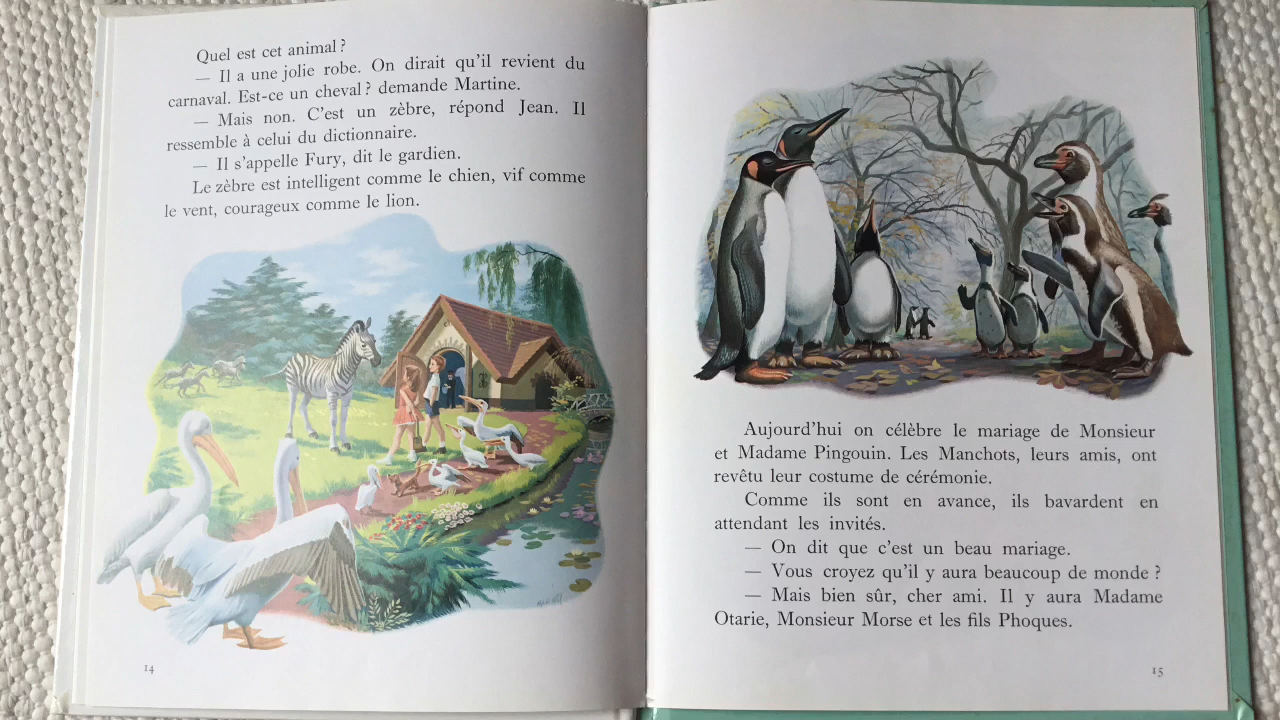 Quel est cet animal ?
— Il a une jolie robe. On dirait qu'il revient du
carnaval. Est-ce un cheval ? demande Martine.
— Mais non. C'est un zèbre, répond Jean. Il
ressemble à celui du dictionnaire.
— Il s'appelle Fury, dit le gardien.
Le zèbre est intelligent comme le chien, vif comme
le vent, courageux comme le lion.
14
Aujourd'hui on célèbre le mariage de Monsieur
et Madame Pingouin. Les Manchots, leurs amis, ont
revêtu leur costume de cérémonie.
Comme ils sont en avance, ils bavardent en
attendant les invités.
— On dit que c'est un beau mariage.
— Vous croyez qu'il y aura beaucoup de monde ?
— Mais bien sûr, cher ami. Il y aura Madame
Otarie, Monsieur Morse et les fils Phoques.
15